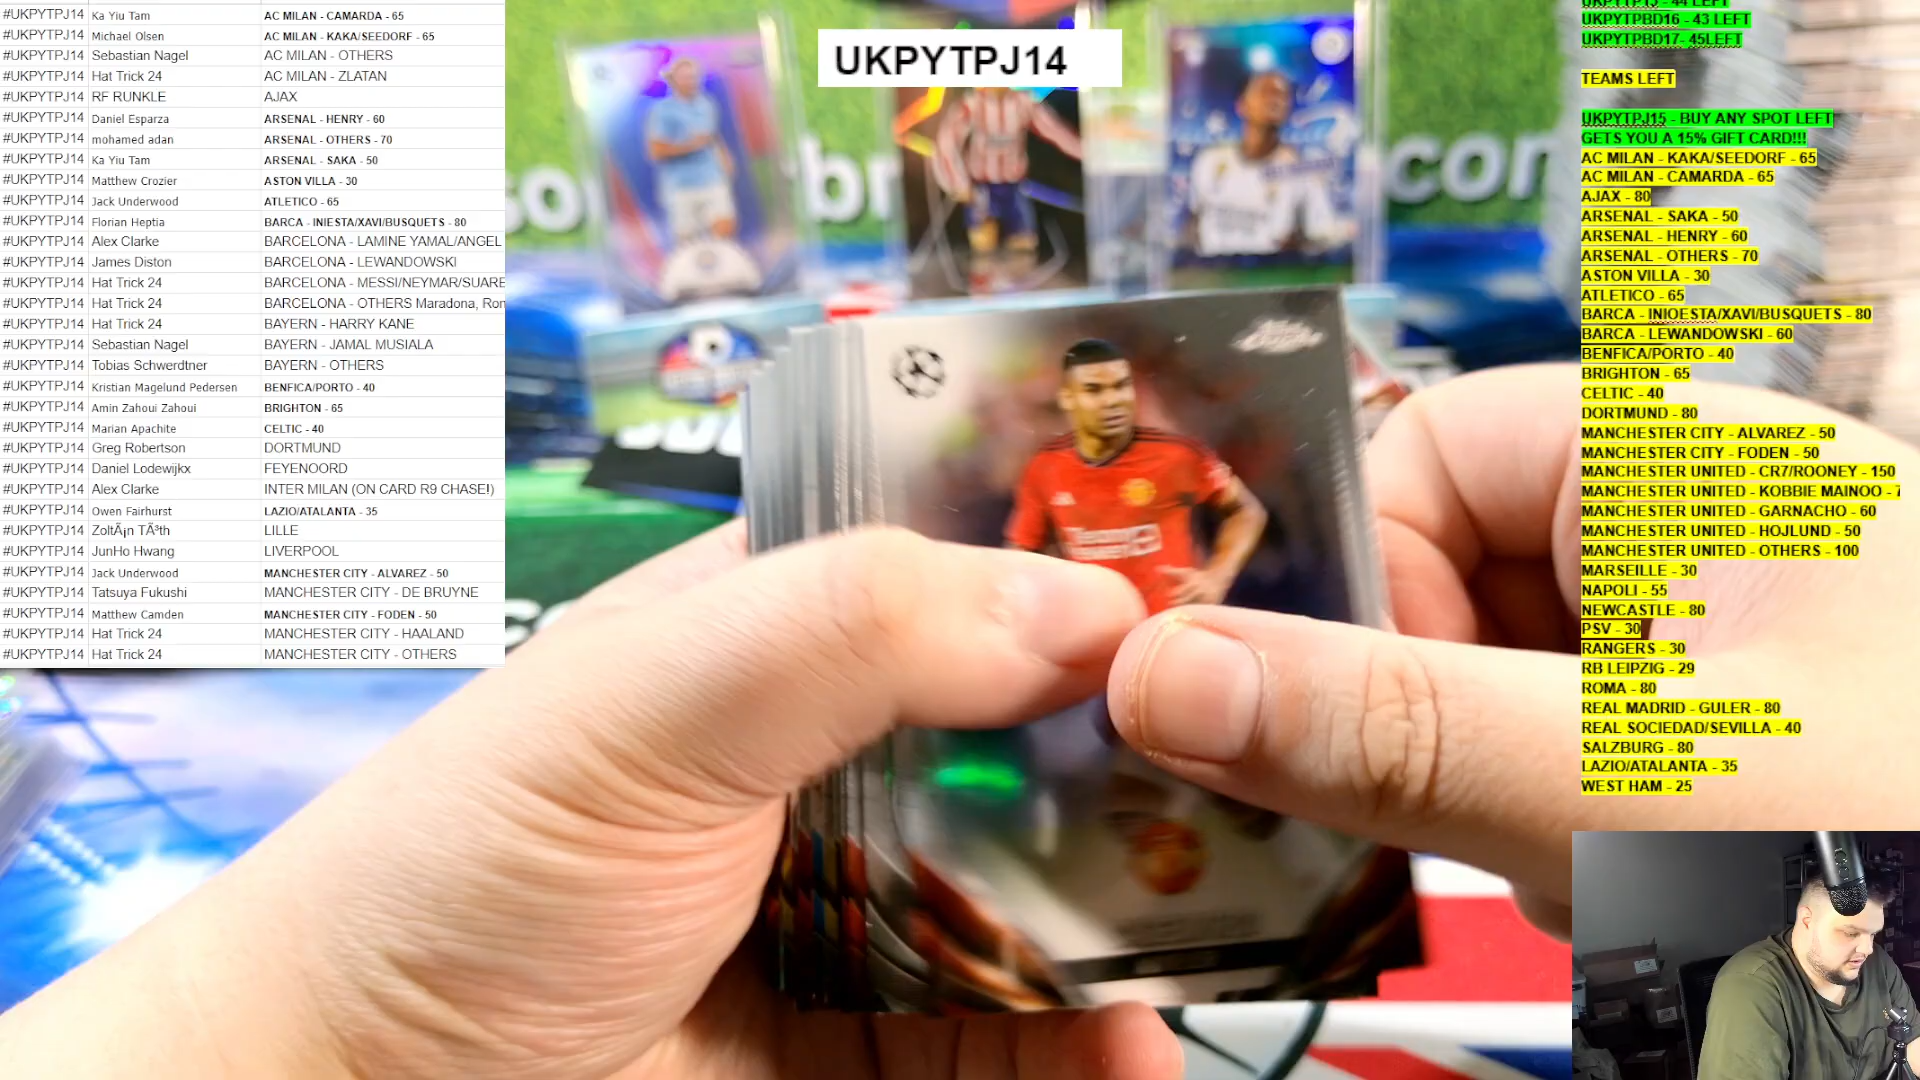 #UKPYTPJ14 Ka Yiu Tam AC MILAN - CAMARDA - 65
#UKPYTPJ14 Michael Olsen AC MILAN - KAKA/SEEDORF - 65
#UKPYTPJ14 Sebastian Nagel AC MILAN - OTHERS
#UKPYTPJ14 Hat Trick 24 AC MILAN - ZLATAN
#UKPYTPJ14 RF RUNKLE AJAX
#UKPYTPJ14 Daniel Esparza ARSENAL - HENRY - 60
#UKPYTPJ14 mohamed adan ARSENAL - OTHERS - 70
#UKPYTPJ14 Ka Yiu Tam ARSENAL - SAKA - 50
#UKPYTPJ14 Matthew Crozier ASTON VILLA - 30
#UKPYTPJ14 Jack Underwood ATLETICO - 65
#UKPYTPJ14 Florian Heptia BARCA - INIESTA/XAVI/BUSQUETS - 80
#UKPYTPJ14 Alex Clarke BARCELONA - LAMINE YAMAL/ANGEL
#UKPYTPJ14 James Diston BARCELONA - LEWANDOWSKI
#UKPYTPJ14 Hat Trick 24 BARCELONA - MESSI/NEYMAR/SUARE
#UKPYTPJ14 Hat Trick 24 BARCELONA - OTHERS Maradona, Ron
#UKPYTPJ14 Hat Trick 24 BAYERN - HARRY KANE
#UKPYTPJ14 Sebastian Nagel BAYERN - JAMAL MUSIALA
#UKPYTPJ14 Tobias Schwerdtner BAYERN - OTHERS
#UKPYTPJ14 Kristian Magelund Pedersen BENFICA/PORTO - 40
#UKPYTPJ14 Amin Zahoui Zahoui BRIGHTON - 65
#UKPYTPJ14 Marian Apachite CELTIC - 40
#UKPYTPJ14 Greg Robertson DORTMUND
#UKPYTPJ14 Daniel Lodewijkx FEYENOORD
#UKPYTPJ14 Alex Clarke INTER MILAN (ON CARD R9 CHASE!)
#UKPYTPJ14 Owen Fairhurst LAZIO/ATALANTA - 35
#UKPYTPJ14 ZoltÃ¡n TÃ³th LILLE
#UKPYTPJ14 JunHo Hwang LIVERPOOL
#UKPYTPJ14 Jack Underwood MANCHESTER CITY - ALVAREZ - 50
#UKPYTPJ14 Tatsuya Fukushi MANCHESTER CITY - DE BRUYNE
#UKPYTPJ14 Matthew Camden MANCHESTER CITY - FODEN - 50
#UKPYTPJ14 Hat Trick 24 MANCHESTER CITY - HAALAND
#UKPYTPJ14 Hat Trick 24 MANCHESTER CITY - OTHERS
UKPYTPJ14
UKPYTPBD16 - 43 LEFT
UKPYTPBD17- 45LEFT
TEAMS LEFT
UKPYTPJ15 - BUY ANY SPOT LEFT
GETS YOU A 15% GIFT CARD!!!
AC MILAN - KAKA/SEEDORF - 65
AC MILAN - CAMARDA - 65
AJAX - 80
ARSENAL - SAKA - 50
ARSENAL - HENRY - 60
ARSENAL - OTHERS - 70
ASTON VILLA - 30
ATLETICO - 65
BARCA - INIOESTA/XAVI/BUSQUETS - 80
BARCA - LEWANDOWSKI - 60
BENFICA/PORTO - 40
BRIGHTON - 65
CELTIC - 40
DORTMUND - 80
MANCHESTER CITY - ALVAREZ - 50
MANCHESTER CITY - FODEN - 50
MANCHESTER UNITED - CR7/ROONEY - 150
MANCHESTER UNITED - KOBBIE MAINOO - 7
MANCHESTER UNITED - GARNACHO - 60
MANCHESTER UNITED - HOJLUND - 50
MANCHESTER UNITED - OTHERS - 100
MARSEILLE - 30
NAPOLI - 55
NEWCASTLE - 80
PSV - 30
RANGERS - 30
RB LEIPZIG - 29
ROMA - 80
REAL MADRID - GULER - 80
REAL SOCIEDAD/SEVILLA - 40
SALZBURG - 80
LAZIO/ATALANTA - 35
WEST HAM - 25